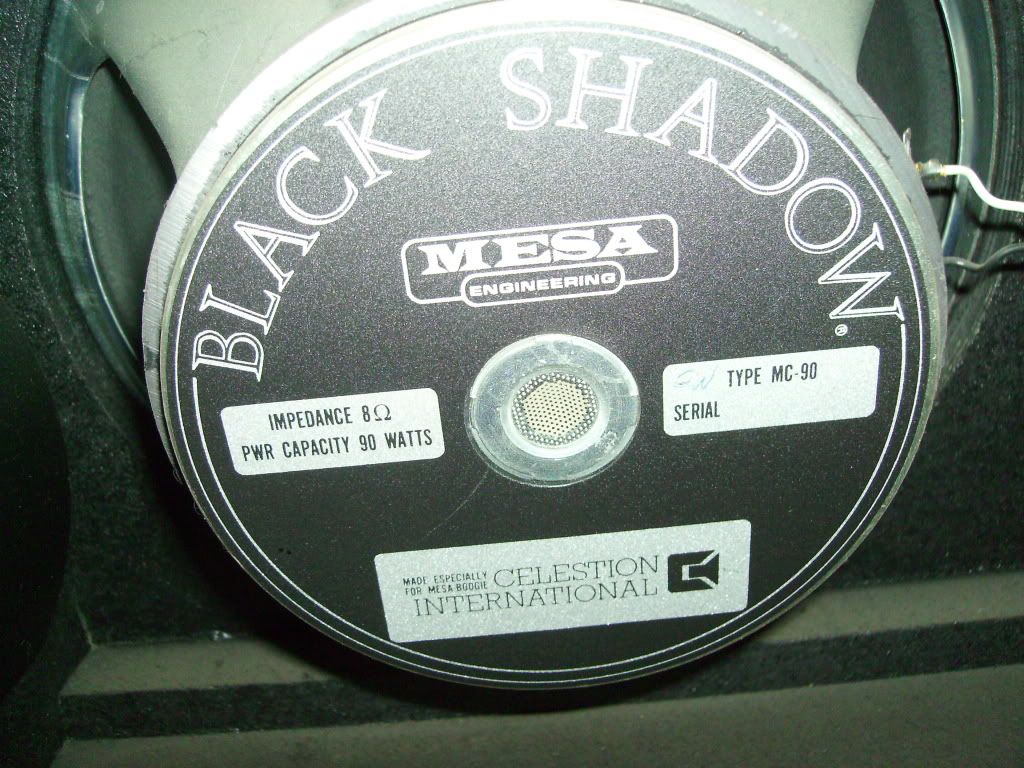 BLACK SHADOW®
MESA
ENGINEERING
IMPEDANCE 8Ω
PWR CAPACITY 90 WATTS
TYPE MC-90
SERIAL
MADE ESPECIALLY
FOR MESA-BOOGIE
CELESTION
INTERNATIONAL